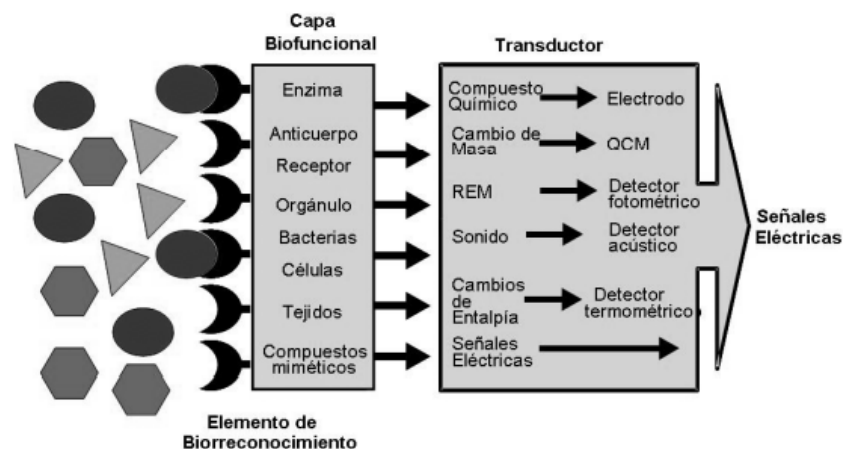 Capa
Biofuncional
Transductor
Enzima
Anticuerpo
Receptor
Orgánulo
Bacterias
Células
Tejidos
Compuestos
miméticos
Compuesto
Químico
Electrodo
Cambio de
Masa
QCM
REM
Detector
fotométrico
Sonido
Detector
acústico
Cambios
de
Entalpía
Detector
termométrico
Señales
Eléctricas
Señales
Eléctricas
Elemento de
Biorreconocimiento